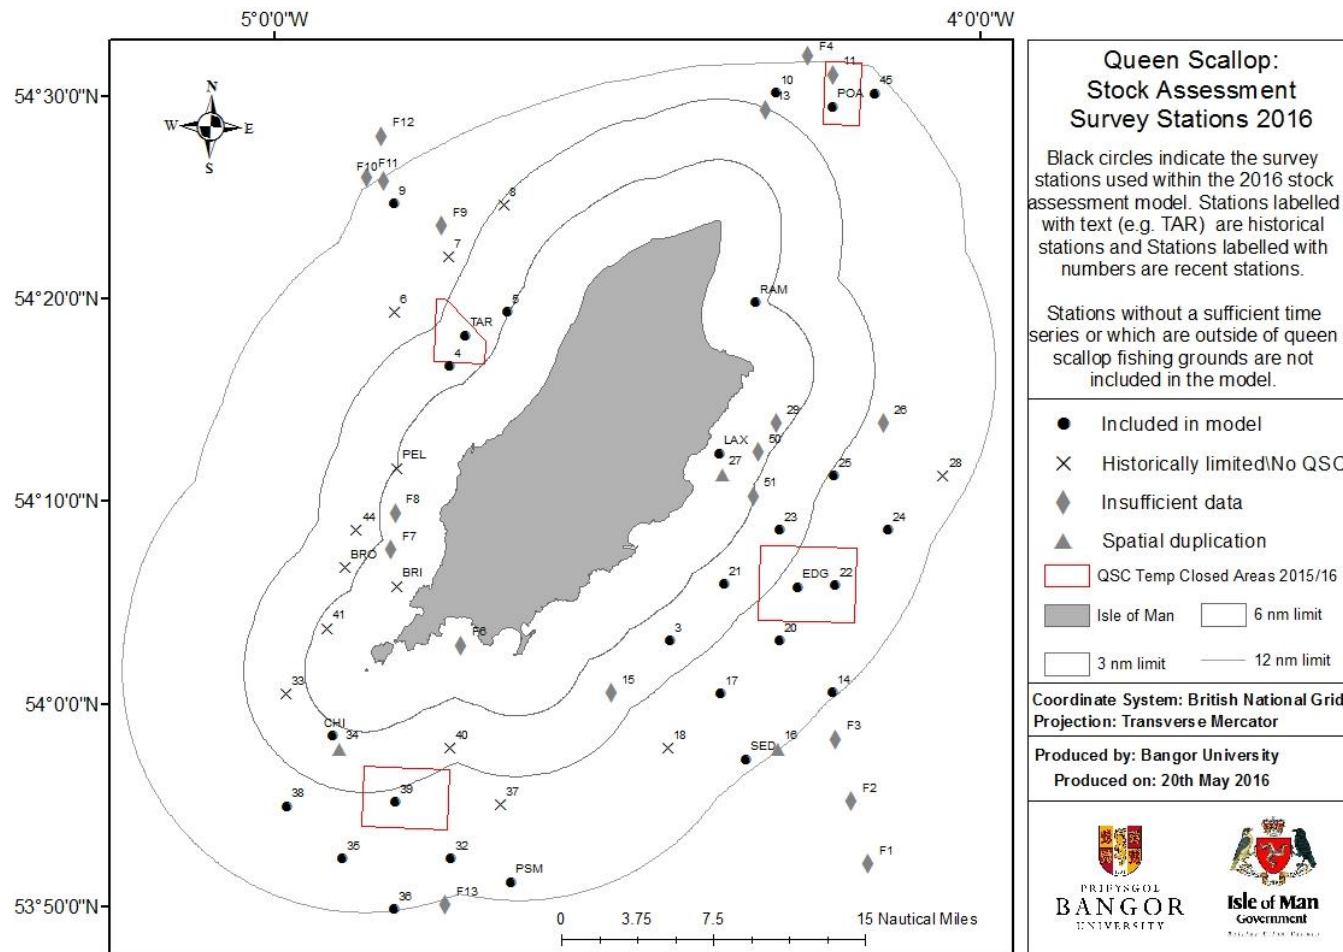 5°0'0"W
4°0'0"W
54°30'0"N
54°20'0"N
54°10'0"N
54°0'0"N
53°50'0"N
N
W
E
S
F4
11
10
13
POA
45
F12
F10
F11
9
8
F9
7
6
5
TAR
4
RAM
PEL
F8
44
F7
BRO
BRI
41
F6
33
LAX
27
29
50
51
26
25
28
23
24
21
EDG
22
3
20
15
17
14
CHI
34
40
18
SED
16
F3
39
37
38
F2
35
32
PSM
F1
36
F13
0
3.75
7.5
15 Nautical Miles
Queen Scallop:
Stock Assessment
Survey Stations 2016
Black circles indicate the survey
stations used within the 2016 stock
assessment model. Stations labelled
with text (e.g. TAR) are historical
stations and Stations labelled with
numbers are recent stations.
Stations without a sufficient time
series or which are outside of queen
scallop fishing grounds are not
included in the model.
Included in model
Historically limited\No QSC
Insufficient data
Spatial duplication
QSC Temp Closed Areas 2015/16
Isle of Man
6 nm limit
3 nm limit
12 nm limit
Coordinate System: British National Grid
Projection: Transverse Mercator
Produced by: Bangor University
Produced on: 20th May 2016
PRIFYSGOL
BANGOR
UNIVERSITY
Isle of Man
Government